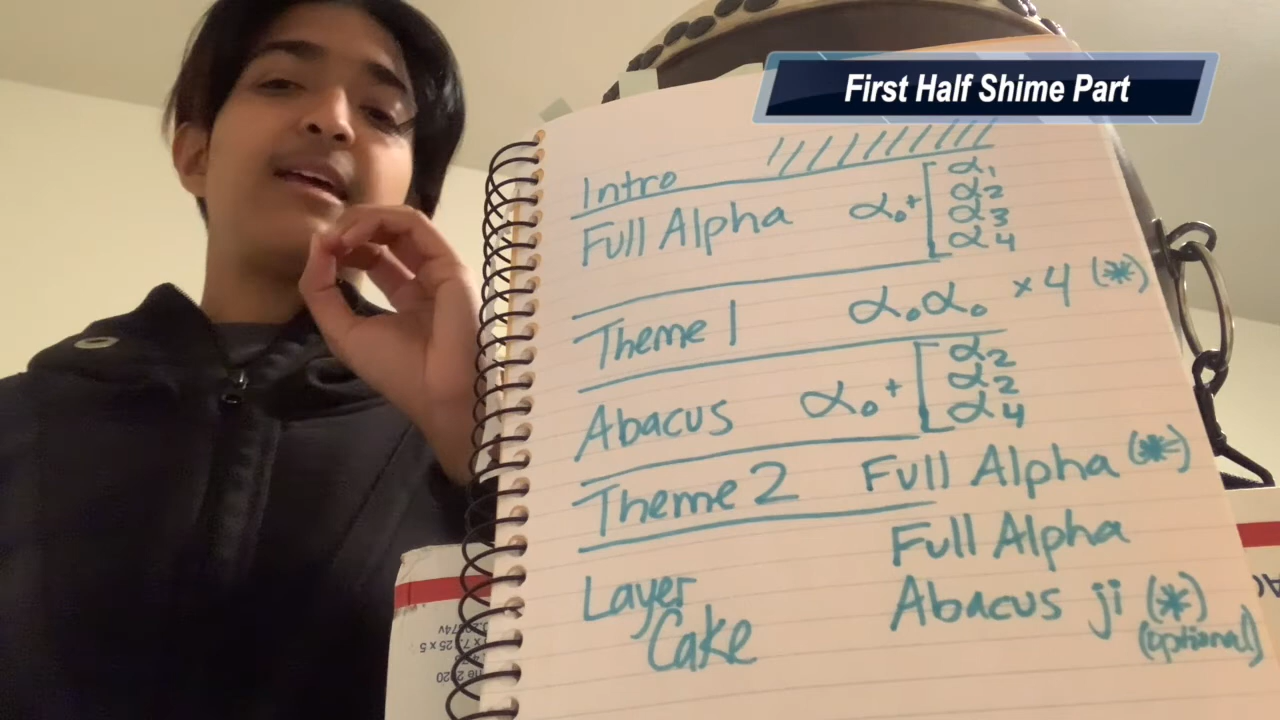 First Half Shime Part
Intro
Full Alpha α₀+ [α₁
α₂
α₃
α₄
Theme 1 α₀α₀ ×4 (*)
Abacus α₀+ [α₂
α₂
α₄
Theme 2 Full Alpha (*)
Full Alpha
Layer Cake
Abacus ji (*)
(optional)